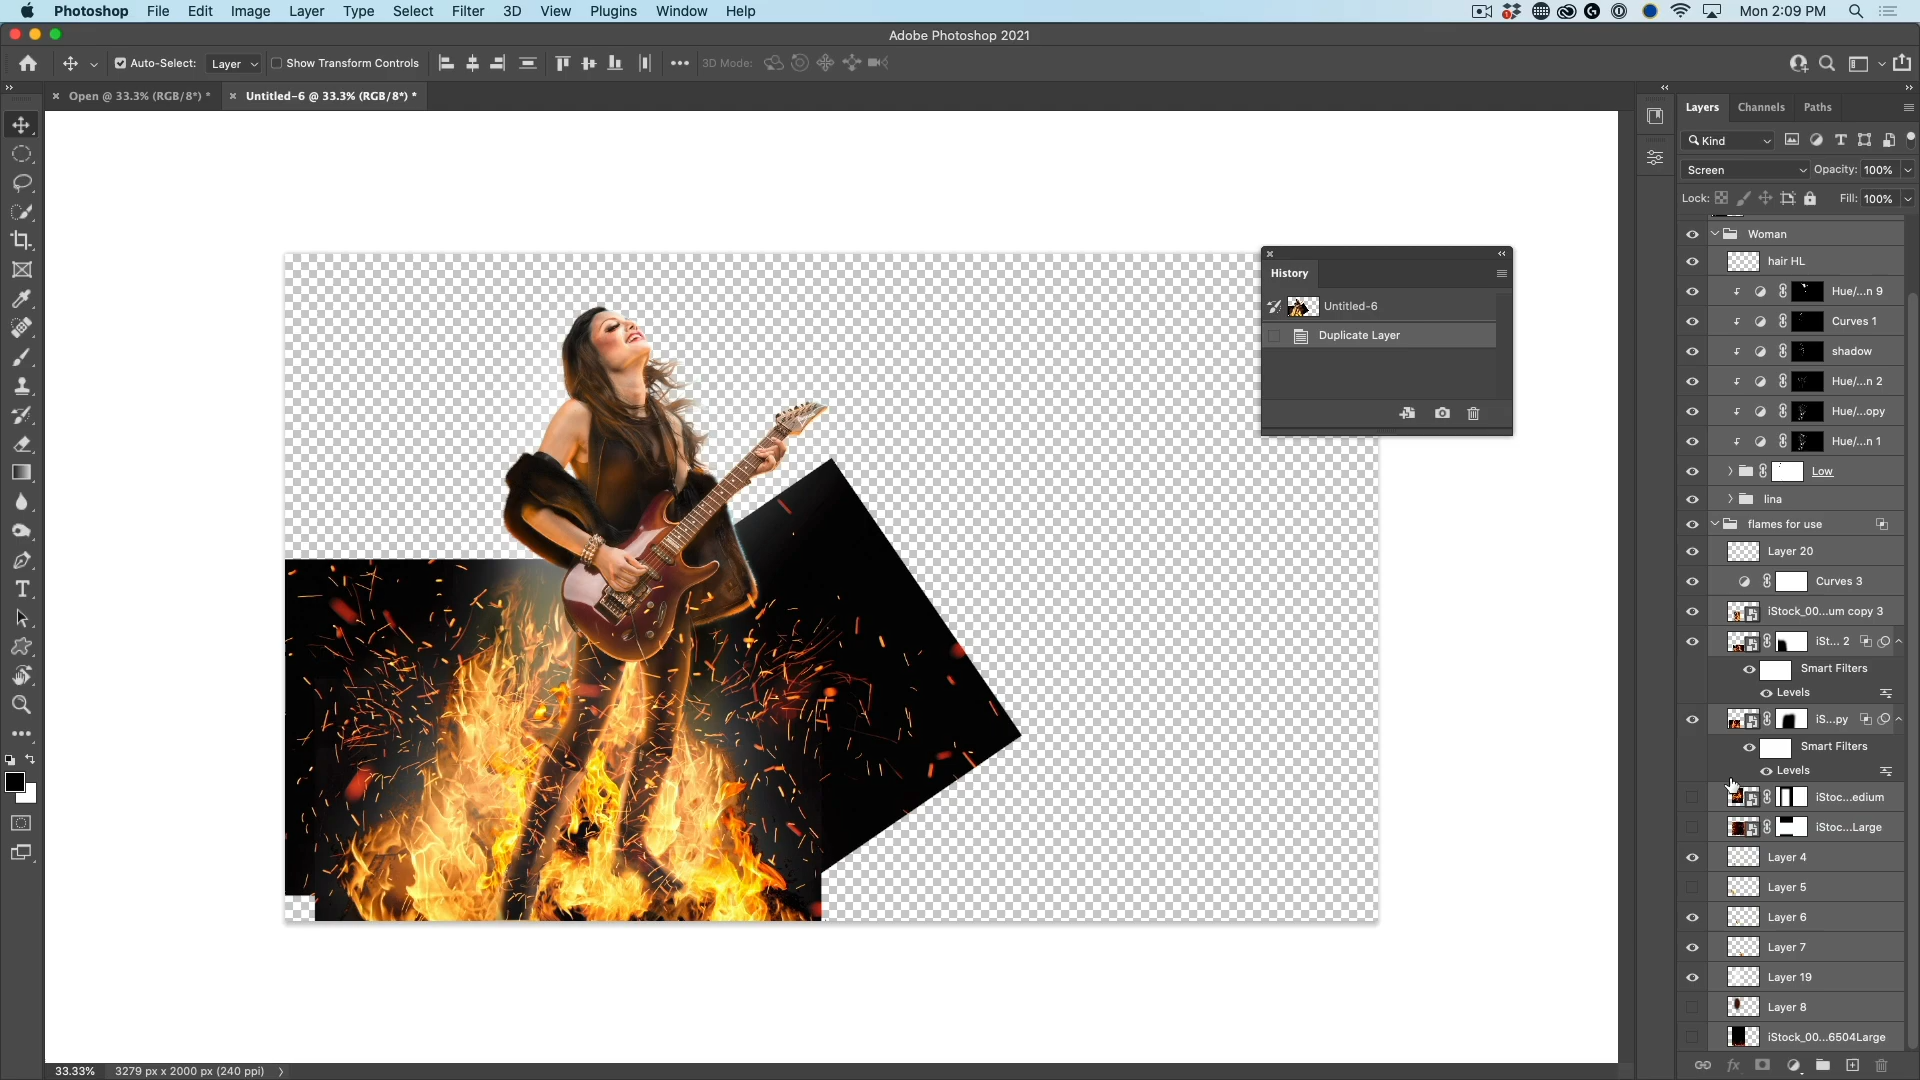 Photoshop File Edit Image Layer Type Select Filter 3D View Plugins Window Help
Mon 2:09 PM
Adobe Photoshop 2021
Auto-Select: Layer Show Transform Controls 3D Mode:
Open @ 33.3% (RGB/8*) * Untitled-6 @ 33.3% (RGB/8*) *
Layers Channels Paths
Kind
Screen Opacity: 100%
Lock: Fill: 100%
Woman
hair HL
Hue/...n 9
Curves 1
shadow
Hue/...n 2
Hue/...opy
Hue/...n 1
Low
lina
flames for use
Layer 20
Curves 3
iStock_00...um copy 3
iSt... 2
Smart Filters
Levels
iS...py
Smart Filters
Levels
iStoc...edium
iStoc...Large
Layer 4
Layer 5
Layer 6
Layer 7
Layer 19
Layer 8
iStock_00...6504Large
History
Untitled-6
Duplicate Layer
33.33% 3279 px x 2000 px (240 ppi)